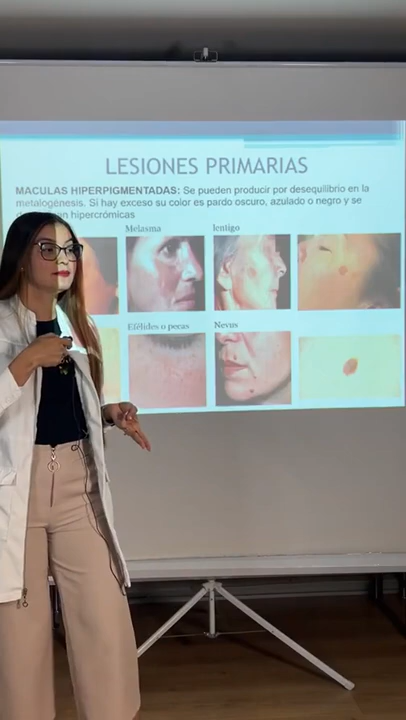 LESIONES PRIMARIAS
MACULAS HIPERPIGMENTADAS: Se pueden producir por desequilibrio en la
metalogénesis. Si hay exceso su color es pardo oscuro, azulado o negro y se
hipercrómicas
Melasma
lentigo
Efélides o pecas
Nevus